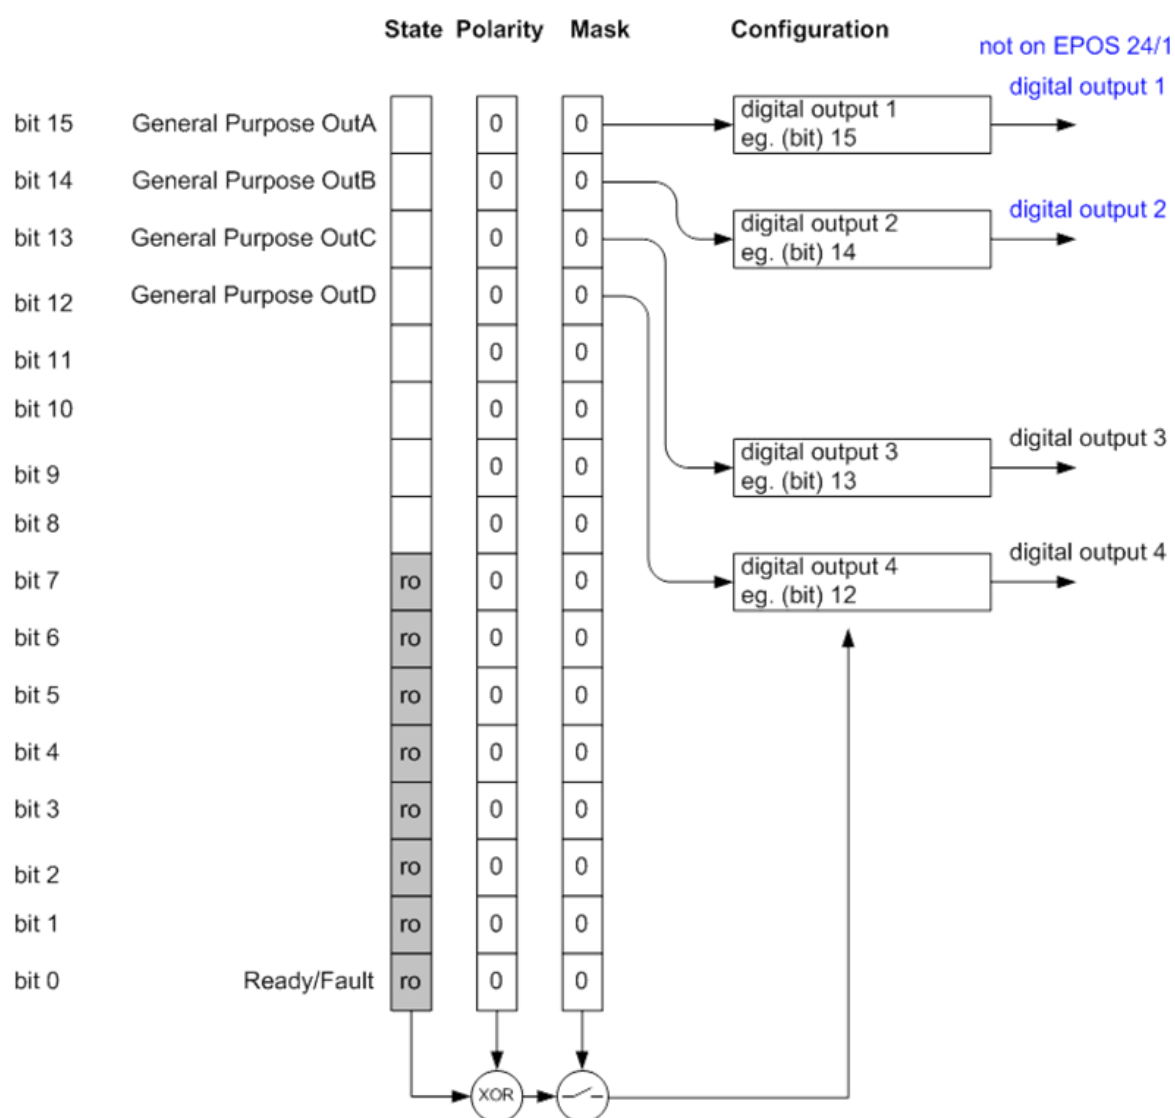 State Polarity Mask Configuration
not on EPOS 24/1
digital output 1
bit 15 General Purpose OutA 0 0 digital output 1
eg. (bit) 15
bit 14 General Purpose OutB 0 0
digital output 2
digital output 2
bit 13 General Purpose OutC 0 0 eg. (bit) 14
bit 12 General Purpose OutD 0 0
bit 11 0 0
bit 10 0 0
digital output 3
digital output 3
bit 9 0 0 eg. (bit) 13
bit 8 0 0
digital output 4
digital output 4
bit 7 ro 0 0 eg. (bit) 12
bit 6 ro 0 0
bit 5 ro 0 0
bit 4 ro 0 0
bit 3 ro 0 0
bit 2 ro 0 0
bit 1 ro 0 0
bit 0 Ready/Fault ro 0 0
XOR